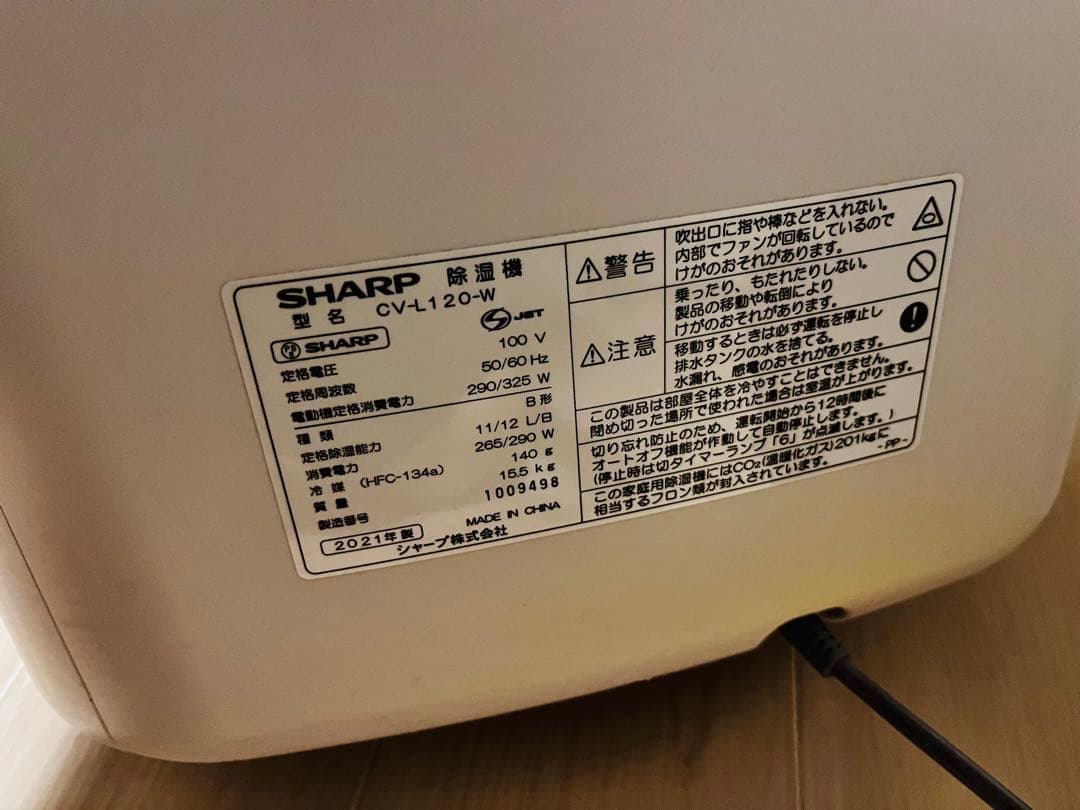 SHARP 除湿機
型名 CV-L120-W
PSE SHARP
JET
定格電圧 100 V
定格周波数 50/60 Hz
電動機定格消費電力 290/325 W
種類 B形
定格除湿能力 11/12 L/日
消費電力 265/290 W
冷媒 (HFC-134a) 140 g
質量 15.5 kg
製造番号 1009498
2021年製 MADE IN CHINA
シャープ株式会社
警告
吹出口に指や棒などを入れない。
内部でファンが回転しているので
けがのおそれがあります。
注意
乗ったり、もたれたりしない。
製品の移動や転倒により
けがのおそれがあります。
移動するときは必ず運転を停止し
排水タンクの水を捨てる。
水漏れ、感電のおそれがあります。
この製品は部屋全体を冷やすことはできません。
閉め切った場所で使われた場合は室温が上がります。
切り忘れ防止のため、運転開始から12時間後に
オートオフ機能が作動して自動停止します。
(停止時は切タイマーランプ「6」が点滅します。)
この家庭用除湿機にはCO₂(温暖化ガス)201kgに
相当するフロン類が封入されています。 -PP-